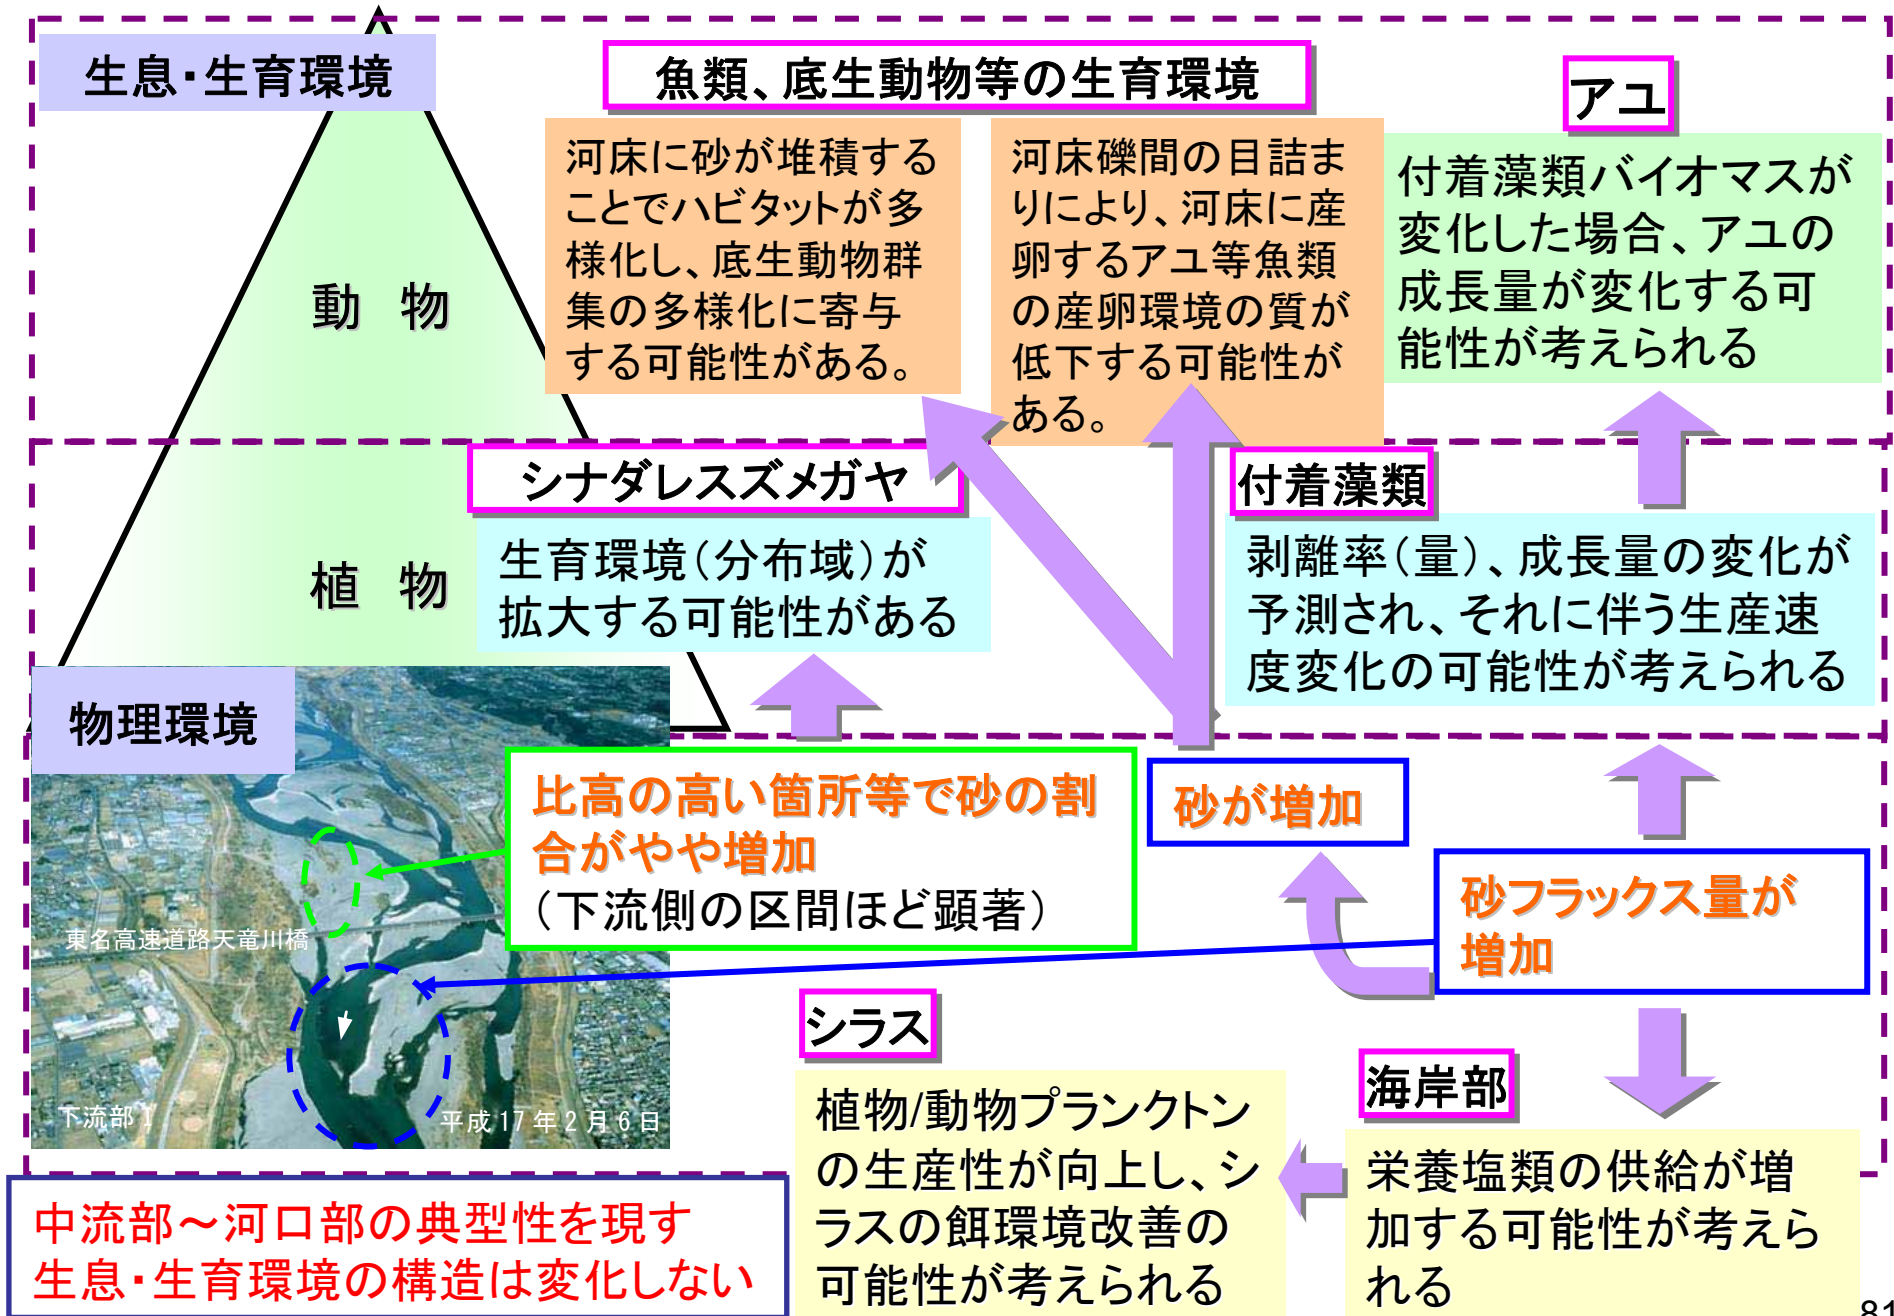 生息・生育環境
魚類、底生動物等の生育環境
アユ
河床に砂が堆積する
ことでハビタットが多
様化し、底生動物群
集の多様化に寄与
する可能性がある。
河床礫間の目詰ま
りにより、河床に産
卵するアユ等魚類
の産卵環境の質が
低下する可能性が
ある。
付着藻類バイオマスが
変化した場合、アユの
成長量が変化する可
能性が考えられる
動　物
シナダレスズメガヤ
付着藻類
植　物
生育環境（分布域）が
拡大する可能性がある
剥離率（量）、成長量の変化が
予測され、それに伴う生産速
度変化の可能性が考えられる
物理環境
比高の高い箇所等で砂の割
合がやや増加
（下流側の区間ほど顕著）
砂が増加
砂フラックス量が
増加
東名高速道路天竜川橋
下流部Ⅰ
平成17年2月6日
シラス
植物/動物プランクトン
の生産性が向上し、シ
ラスの餌環境改善の
可能性が考えられる
海岸部
栄養塩類の供給が増
加する可能性が考えら
れる
中流部～河口部の典型性を現す
生息・生育環境の構造は変化しない
81